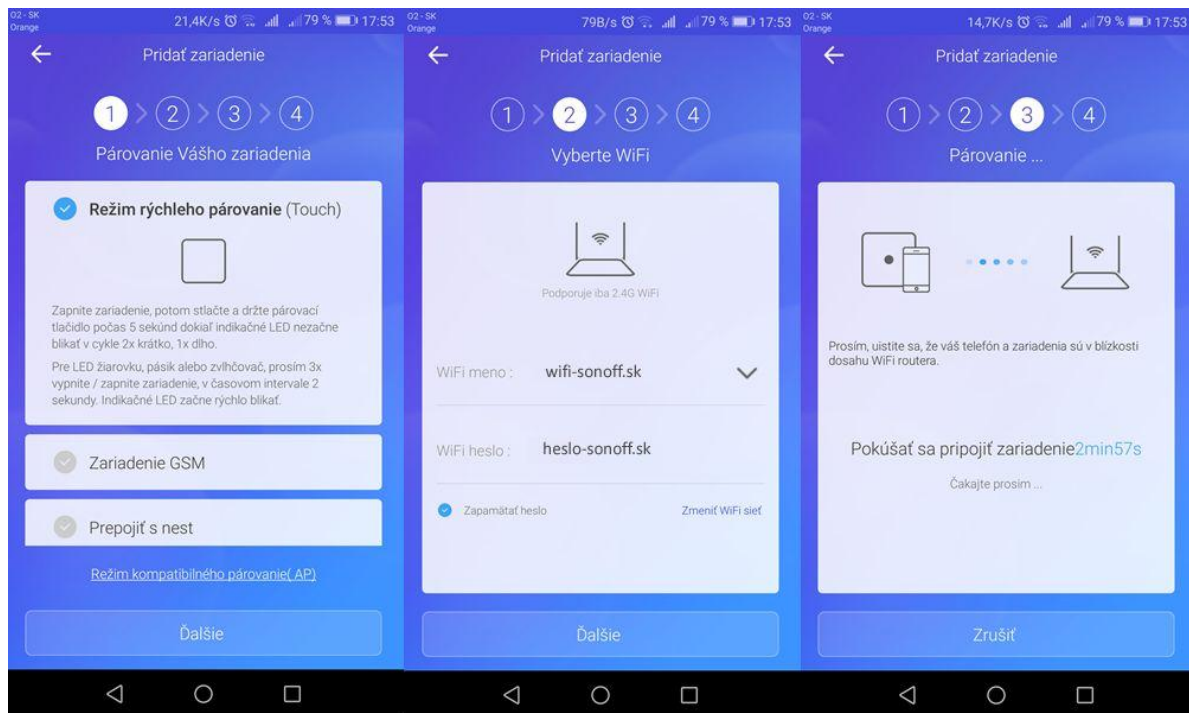 O2 - SK
Orange
21,4K/s
79 %
17:53
Pridať zariadenie
1
2
3
4
Párovanie Vášho zariadenia
Režim rýchleho párovanie (Touch)
Zapnite zariadenie, potom stlačte a držte párovací
tlačidlo počas 5 sekúnd dokiaľ indikačné LED nezačne
blikať v cykle 2x krátko, 1x dlho.
Pre LED žiarovku, pásik alebo zvlhčovač, prosím 3x
vypnite / zapnite zariadenie, v časovom intervale 2
sekundy. Indikačné LED začne rýchlo blikať.
Zariadenie GSM
Prepojiť s nest
Režim kompatibilného párovanie( AP)
Ďalšie
O2 - SK
Orange
79B/s
79 %
17:53
Pridať zariadenie
1
2
3
4
Vyberte WiFi
Podporuje iba 2.4G WiFi
WiFi meno :
wifi-sonoff.sk
WiFi heslo :
heslo-sonoff.sk
Zapamätať heslo
Zmeniť WiFi sieť
Ďalšie
O2 - SK
Orange
14,7K/s
79 %
17:53
Pridať zariadenie
1
2
3
4
Párovanie ...
Prosím, uistite sa, že váš telefón a zariadenia sú v blízkosti
dosahu WiFi routera.
Pokúšať sa pripojiť zariadenie2min57s
Čakajte prosim ...
Zrušiť